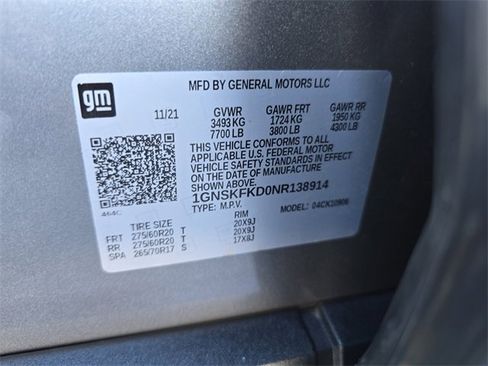 gm
MFD BY GENERAL MOTORS LLC
11/21 GVWR GAWR FRT GAWR RR
3493 KG 1724 KG 1950 KG
7700 LB 3800 LB 4300 LB
THIS VEHICLE CONFORMS TO ALL
APPLICABLE U.S. FEDERAL MOTOR
VEHICLE SAFETY STANDARDS IN EFFECT
ON THE DATE OF MANUFACTURE
SHOWN ABOVE.
1GNSKFKD0NR138914
TYPE: M.P.V. MODEL: 04CK10906
464C
TIRE SIZE RIM
FRT 275/60R20 T 20X9J
RR 275/60R20 T 20X9J
SPA 265/70R17 S 17X8J